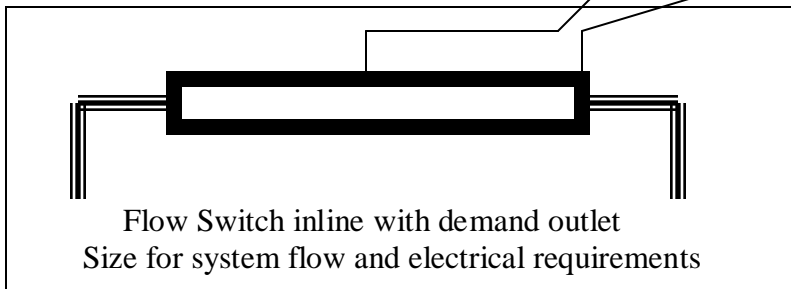 Flow Switch inline with demand outlet
Size for system flow and electrical requirements